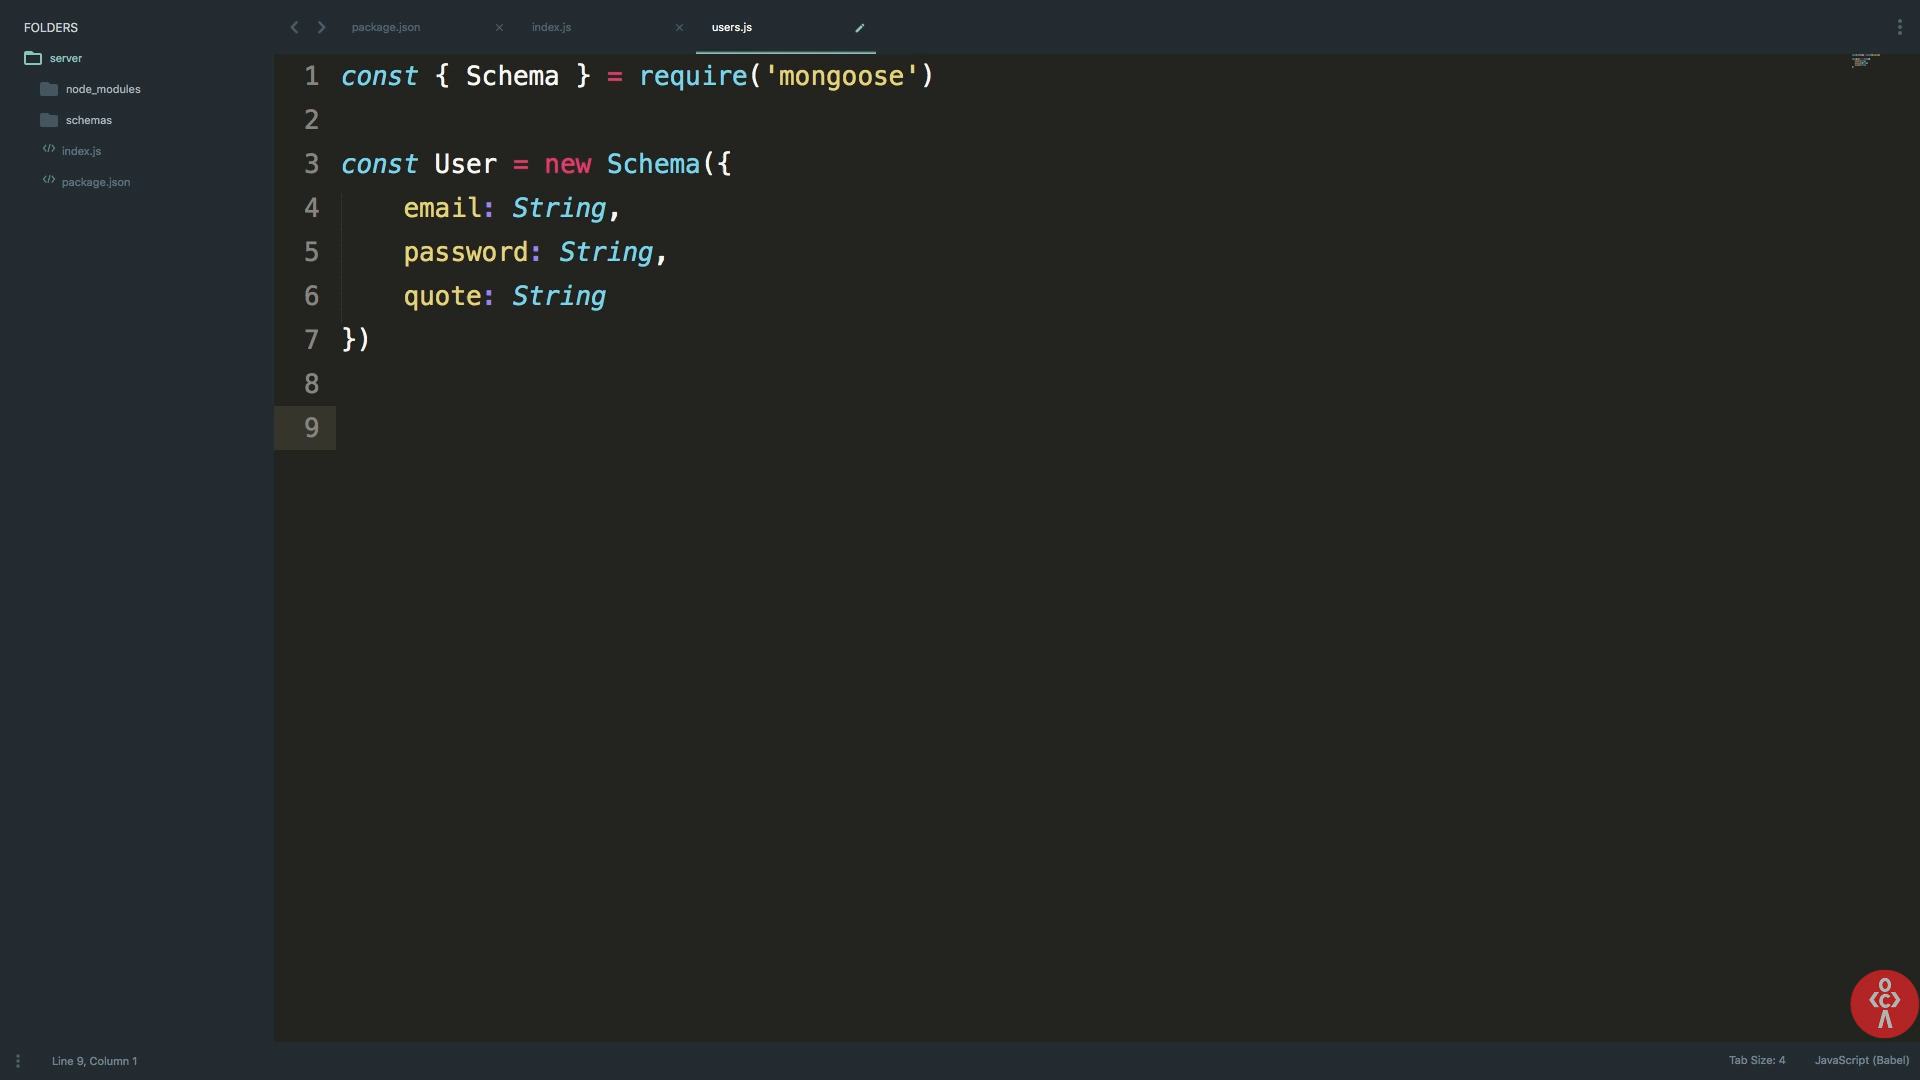 FOLDERS
server
node_modules
schemas
index.js
package.json
package.json
index.js
users.js
1 const { Schema } = require('mongoose')
2
3 const User = new Schema({
4     email: String,
5     password: String,
6     quote: String
7 })
8
9
Line 9, Column 1
Tab Size: 4
JavaScript (Babel)